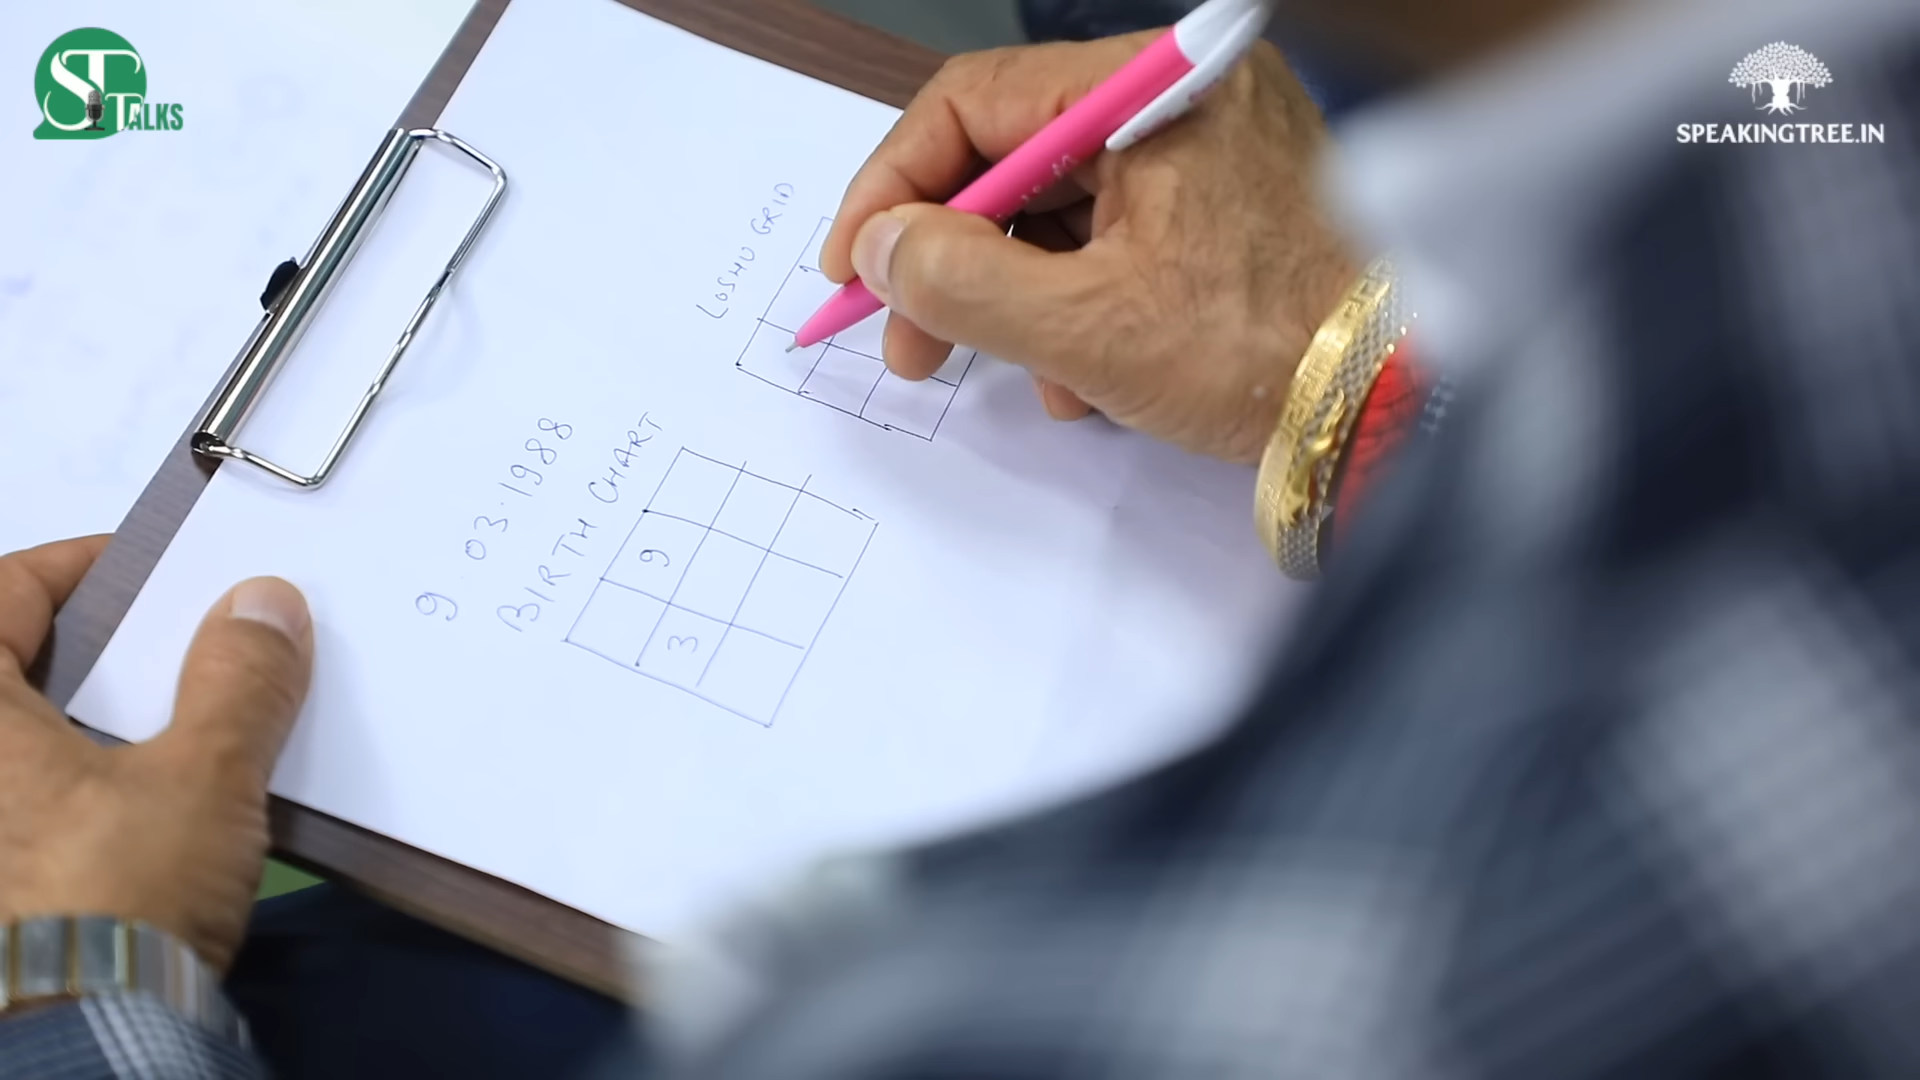 ST TALKS
SPEAKINGTREE.IN
9 03.1988
BIRTH CHART
9
3
LOSHU GRID